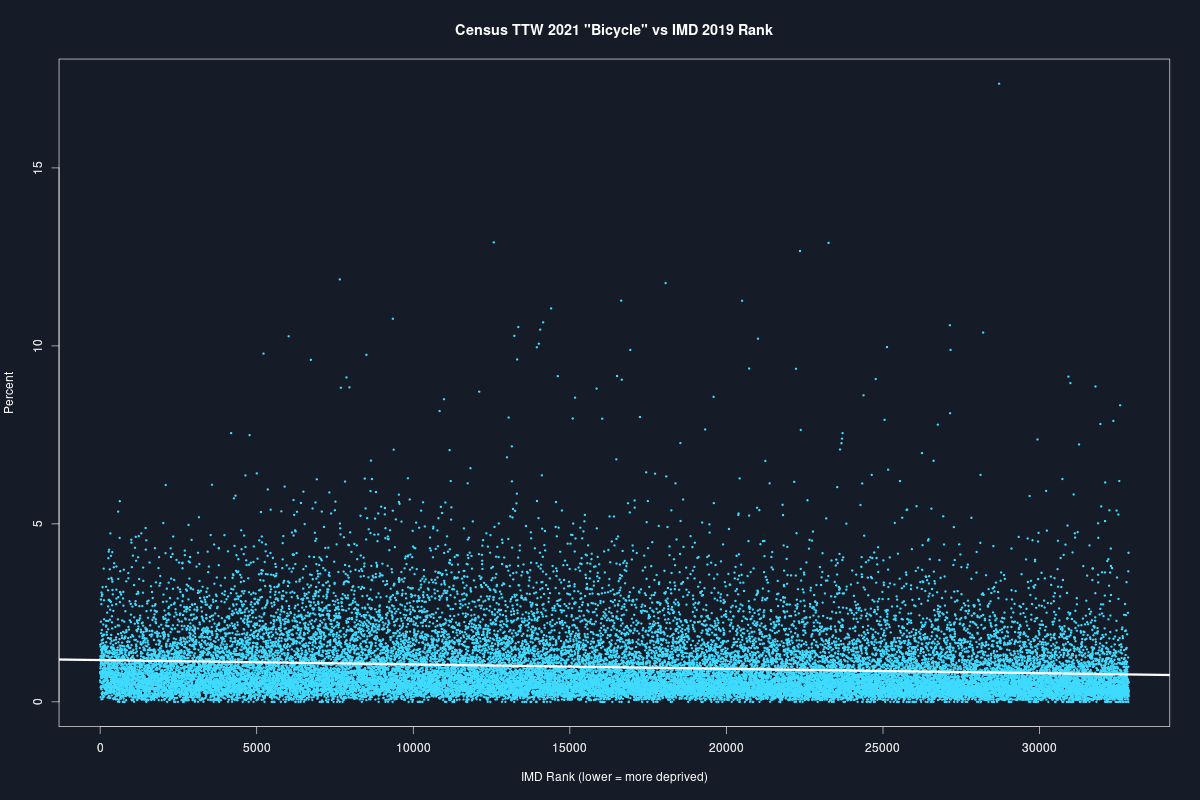 Census TTW 2021 "Bicycle" vs IMD 2019 Rank
Percent
15
10
5
0
0 5000 10000 15000 20000 25000 30000
IMD Rank (lower = more deprived)